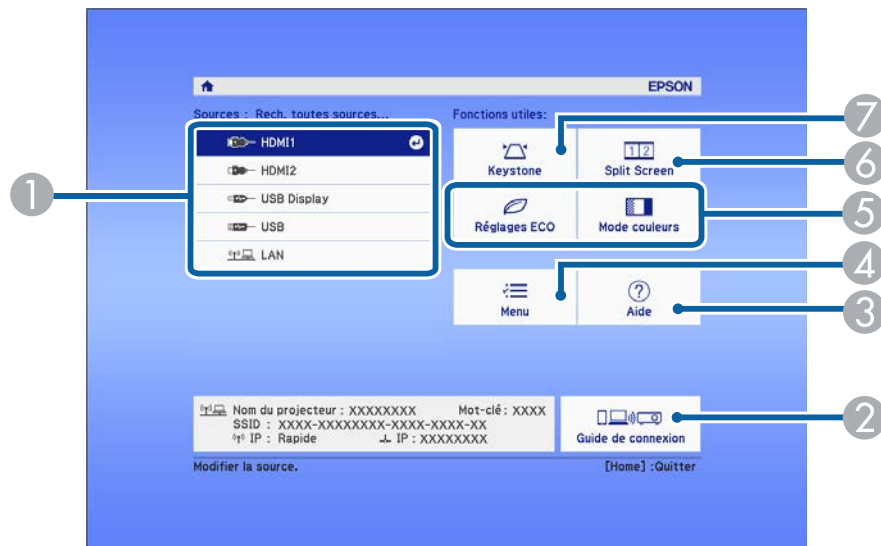 EPSON
Sources : Rech. toutes sources...
HDMI1
HDMI2
USB Display
USB
LAN
Fonctions utiles:
Keystone
Split Screen
1 2
Réglages ECO
Mode couleurs
Menu
?
Aide
Nom du projecteur : XXXXXXXX Mot-clé : XXXX
SSID : XXXX-XXXXXXXX-XXXX-XXXX-XX
IP : Rapide IP : XXXXXXXX
Guide de connexion
Modifier la source.
[Home] :Quitter
1
7
6
5
4
3
2